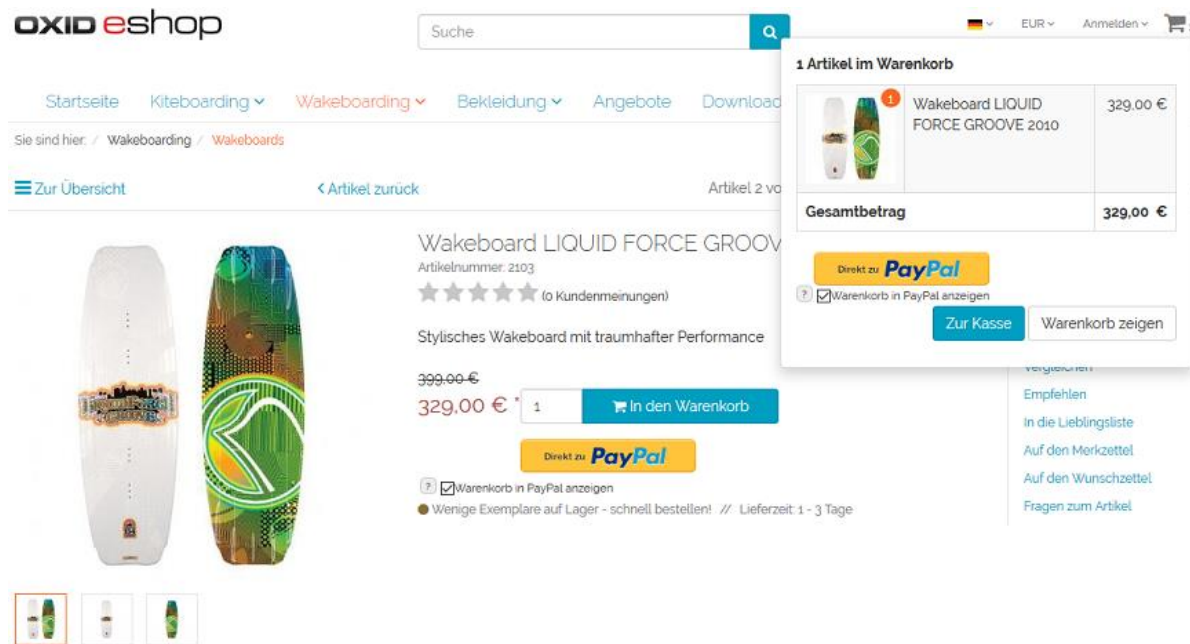 OXID eshop
Suche
EUR
Anmelden
1 Artikel im Warenkorb
1
Wakeboard LIQUID
FORCE GROOVE 2010
329,00 €
Gesamtbetrag
329,00 €
Direkt zu PayPal
? Warenkorb in PayPal anzeigen
Zur Kasse
Warenkorb zeigen
Startseite
Kiteboarding
Wakeboarding
Bekleidung
Angebote
Download
Sie sind hier: / Wakeboarding / Wakeboards
Zur Übersicht
Artikel zurück
Artikel 2 vo
Wakeboard LIQUID FORCE GROOV
Artikelnummer: 2103
(0 Kundenmeinungen)
Stylisches Wakeboard mit traumhafter Performance
399,00 €
329,00 € *
1
In den Warenkorb
Direkt zu PayPal
? Warenkorb in PayPal anzeigen
Wenige Exemplare auf Lager - schnell bestellen! // Lieferzeit: 1 - 3 Tage
Vergleichen
Empfehlen
In die Lieblingsliste
Auf den Merkzettel
Auf den Wunschzettel
Fragen zum Artikel